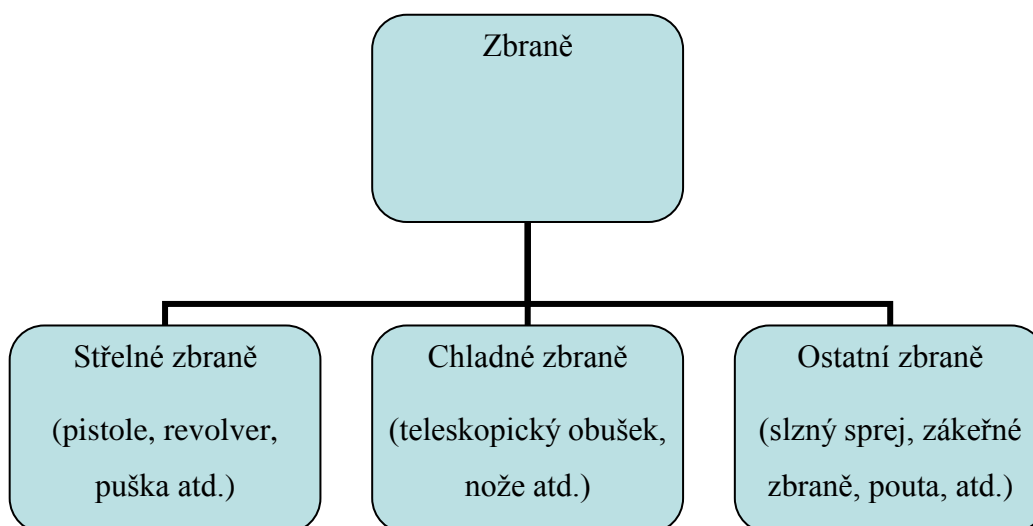 Zbraně
Střelné zbraně
(pistole, revolver,
puška atd.)
Chladné zbraně
(teleskopický obušek,
nože atd.)
Ostatní zbraně
(slzný sprej, zákeřné
zbraně, pouta, atd.)